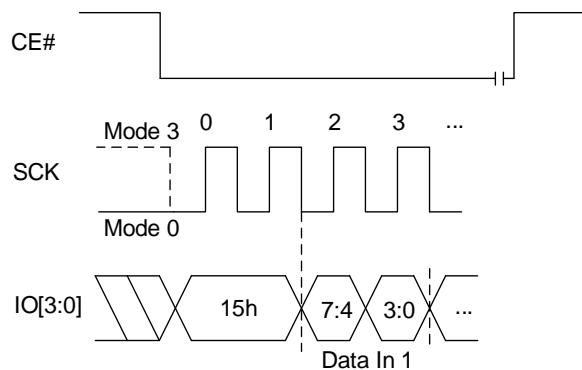 CE#
Mode 3 0 1 2 3 ...
SCK
Mode 0
IO[3:0] 15h 7:4 3:0 ...
Data In 1